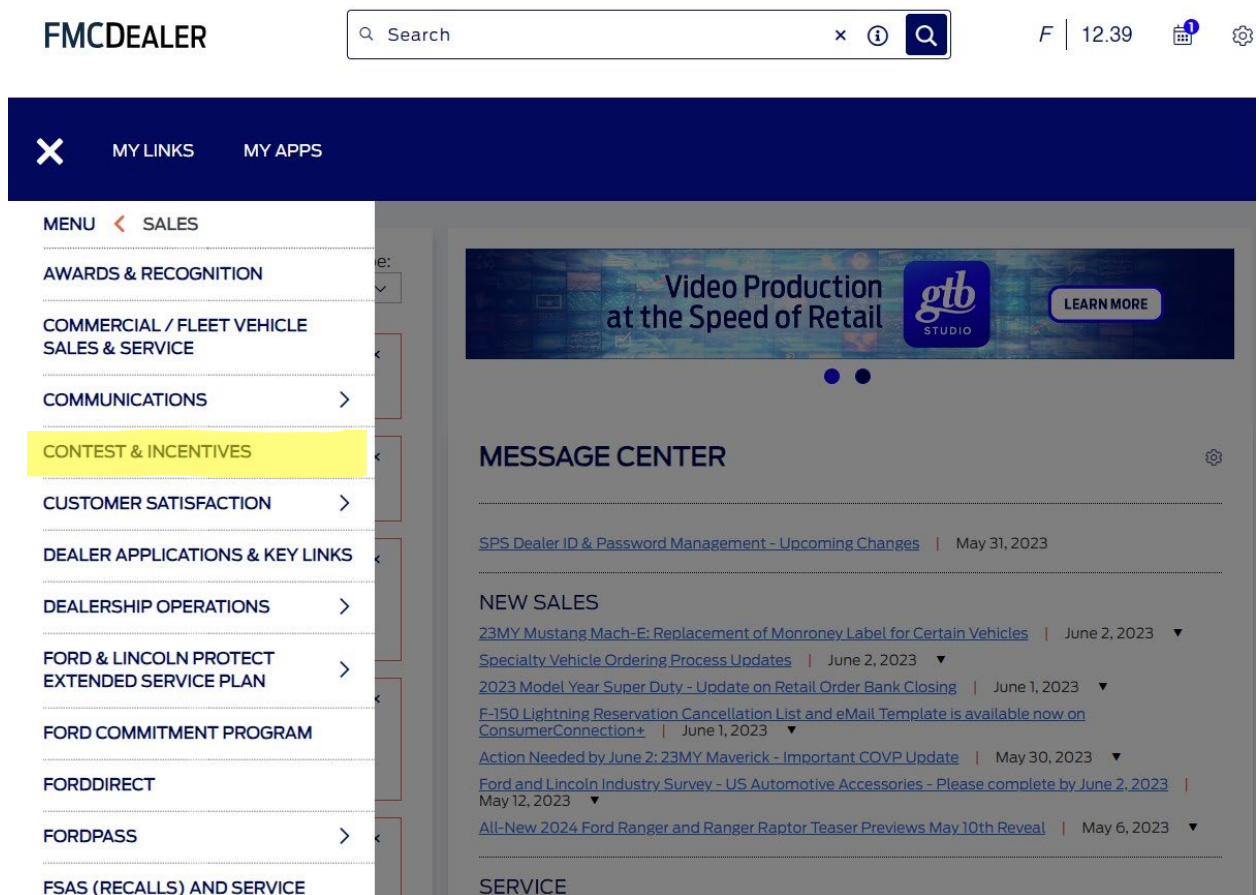 FMCDEALER
Search
F | 12.39
1
MY LINKS MY APPS
MENU < SALES
AWARDS & RECOGNITION
COMMERCIAL / FLEET VEHICLE
SALES & SERVICE
COMMUNICATIONS
CONTEST & INCENTIVES
CUSTOMER SATISFACTION
DEALER APPLICATIONS & KEY LINKS
DEALERSHIP OPERATIONS
FORD & LINCOLN PROTECT
EXTENDED SERVICE PLAN
FORD COMMITMENT PROGRAM
FORDDIRECT
FORDPASS
FSAS (RECALLS) AND SERVICE
e:
Video Production
at the Speed of Retail
gtb
STUDIO
LEARN MORE
MESSAGE CENTER
SPS Dealer ID & Password Management - Upcoming Changes | May 31, 2023
NEW SALES
23MY Mustang Mach-E: Replacement of Monroney Label for Certain Vehicles | June 2, 2023 ▼
Specialty Vehicle Ordering Process Updates | June 2, 2023 ▼
2023 Model Year Super Duty - Update on Retail Order Bank Closing | June 1, 2023 ▼
F-150 Lightning Reservation Cancellation List and eMail Template is available now on
ConsumerConnection+ | June 1, 2023 ▼
Action Needed by June 2: 23MY Maverick - Important COVP Update | May 30, 2023 ▼
Ford and Lincoln Industry Survey - US Automotive Accessories - Please complete by June 2, 2023 |
May 12, 2023 ▼
All-New 2024 Ford Ranger and Ranger Raptor Teaser Previews May 10th Reveal | May 6, 2023 ▼
SERVICE